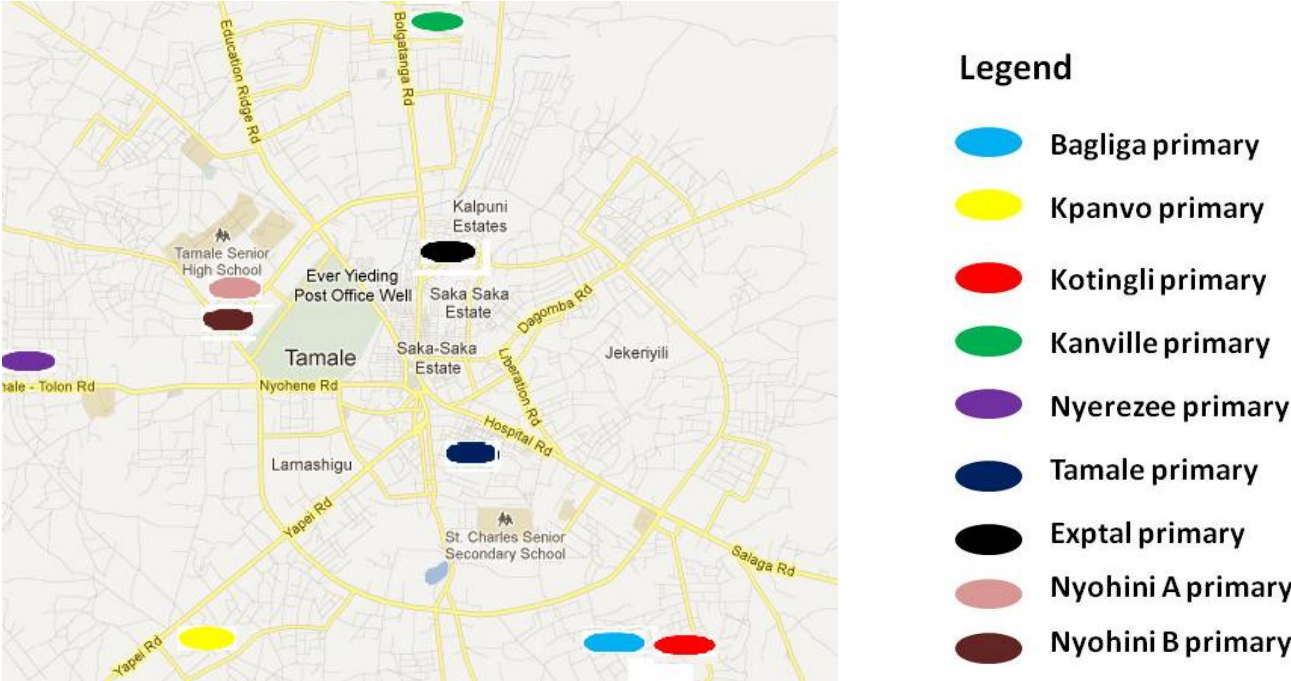 Education Ridge Rd
Bolgatanga Rd
Kalpuni
Estates
Tamale Senior
High School
Ever Yieding
Post Office Well
Saka Saka
Estate
Dagomba Rd
Tamale
Saka-Saka
Estate
Liberation Rd
Jekeriyili
nale - Tolon Rd
Nyohene Rd
Hospital Rd
Lamashigu
Yapei Rd
St. Charles Senior
Secondary School
Salaga Rd
Yapei Rd
Legend
Bagliga primary
Kpanvo primary
Kotingli primary
Kanville primary
Nyerezee primary
Tamale primary
Exptal primary
Nyohini A primary
Nyohini B primary